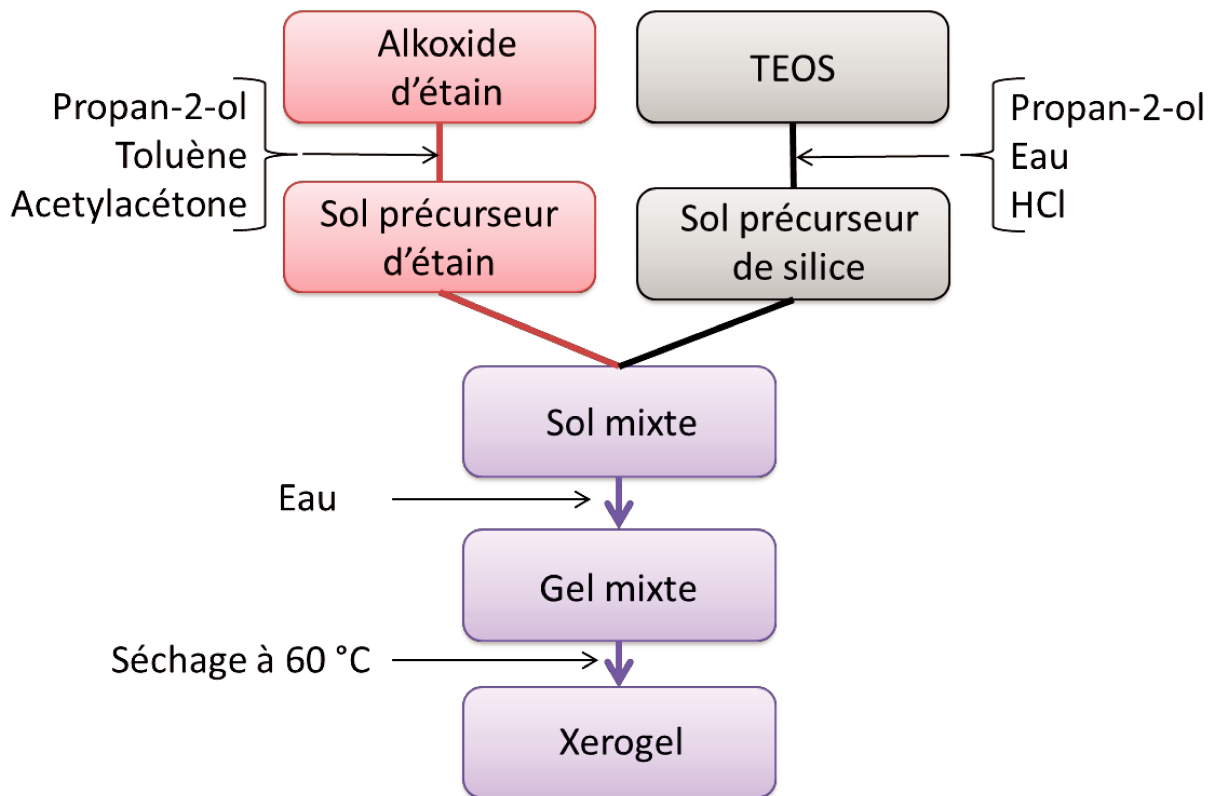 Alkoxide
d'étain
TEOS
Propan-2-ol
Toluène
Acetylacétone
Propan-2-ol
Eau
HCl
Sol précurseur
d'étain
Sol précurseur
de silice
Sol mixte
Eau
Gel mixte
Séchage à 60 °C
Xerogel